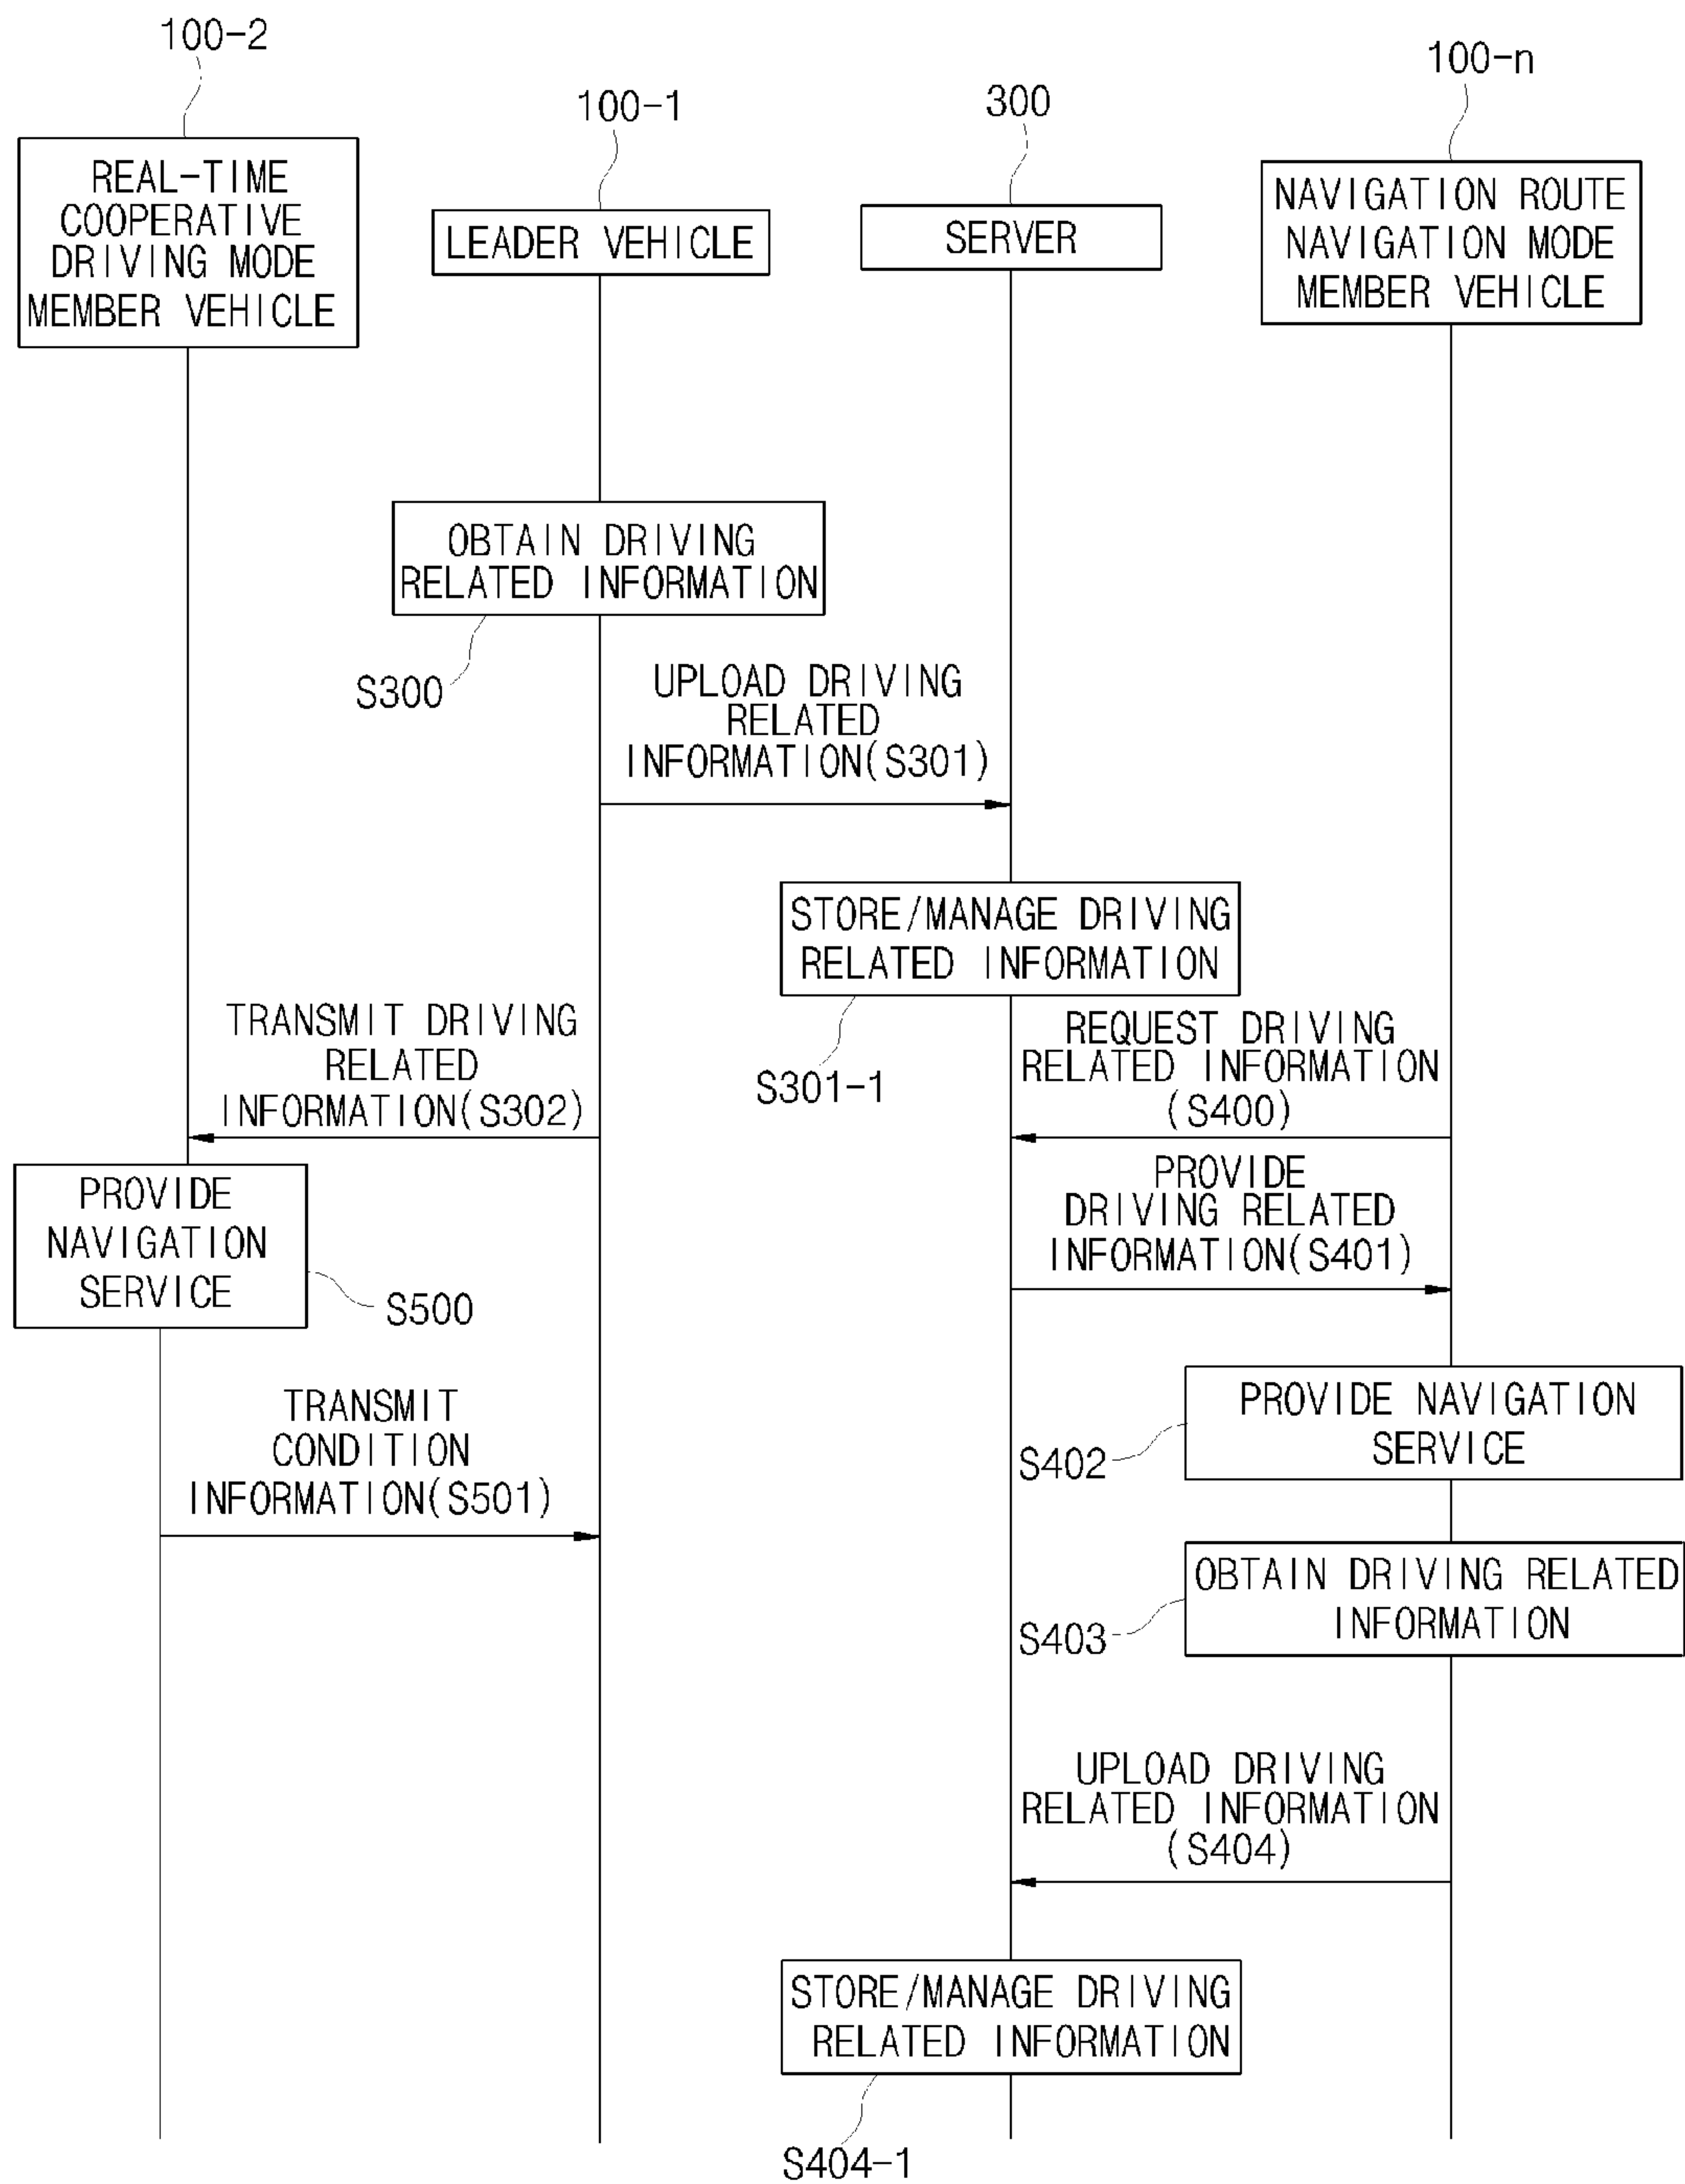 100-2
100-1
300
100-n
REAL-TIME
COOPERATIVE
DRIVING MODE
MEMBER VEHICLE
LEADER VEHICLE
SERVER
NAVIGATION ROUTE
NAVIGATION MODE
MEMBER VEHICLE
OBTAIN DRIVING
RELATED INFORMATION
S300
UPLOAD DRIVING
RELATED
INFORMATION(S301)
STORE/MANAGE DRIVING
RELATED INFORMATION
S301-1
TRANSMIT DRIVING
RELATED
INFORMATION(S302)
REQUEST DRIVING
RELATED INFORMATION
(S400)
PROVIDE
NAVIGATION
SERVICE
S500
PROVIDE
DRIVING RELATED
INFORMATION(S401)
TRANSMIT
CONDITION
INFORMATION(S501)
PROVIDE NAVIGATION
SERVICE
S402
OBTAIN DRIVING RELATED
INFORMATION
S403
UPLOAD DRIVING
RELATED INFORMATION
(S404)
STORE/MANAGE DRIVING
RELATED INFORMATION
S404-1